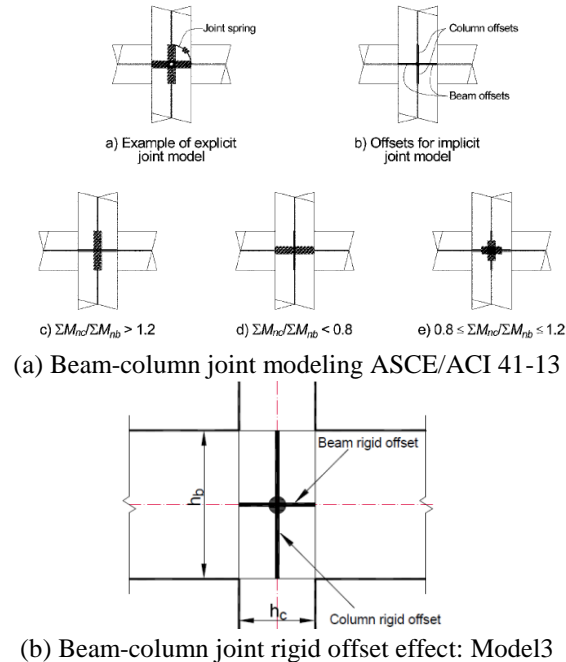 Joint spring
Column offsets
Beam offsets
a) Example of explicit
joint model
b) Offsets for implicit
joint model
c) ΣMnc/ΣMnb > 1.2
d) ΣMnc/ΣMnb < 0.8
e) 0.8 ≤ ΣMnc/ΣMnb ≤ 1.2
(a) Beam-column joint modeling ASCE/ACI 41-13
Beam rigid offset
hb
Column rigid offset
hc
(b) Beam-column joint rigid offset effect: Model3